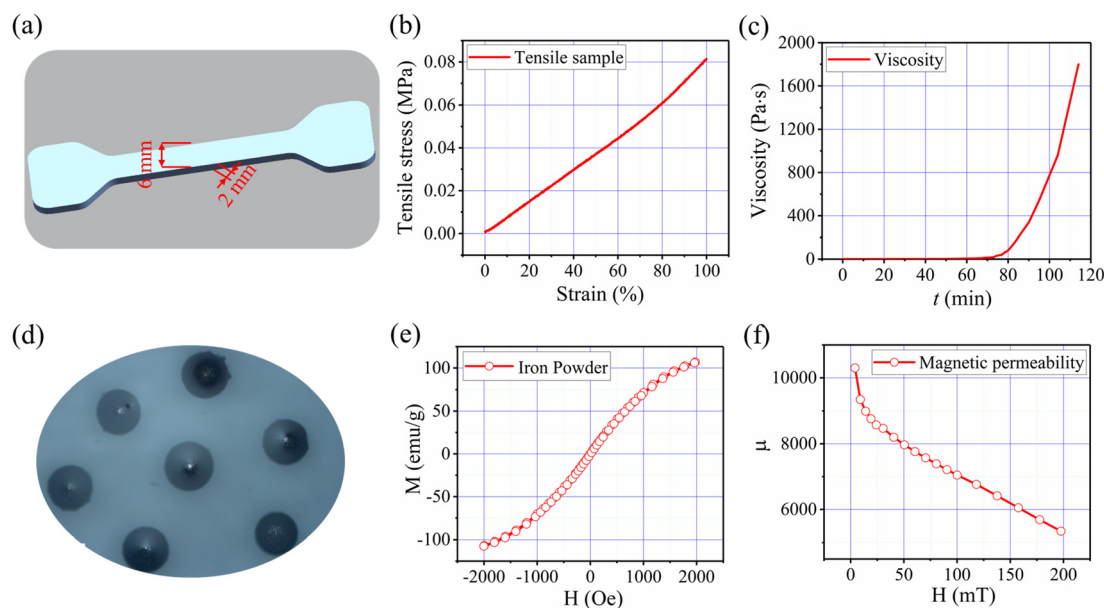 (a)
6 mm
2 mm
(b)
Tensile sample
Tensile stress (MPa)
0.08
0.06
0.04
0.02
0.00
0 20 40 60 80 100
Strain (%)
(c)
Viscosity
Viscosity (Pa·s)
2000
1600
1200
800
400
0
0 20 40 60 80 100 120
t (min)
(d)
(e)
Iron Powder
M (emu/g)
100
50
0
-50
-100
-2000 -1000 0 1000 2000
H (Oe)
(f)
Magnetic permeability
μ
10000
8000
6000
0 50 100 150 200
H (mT)